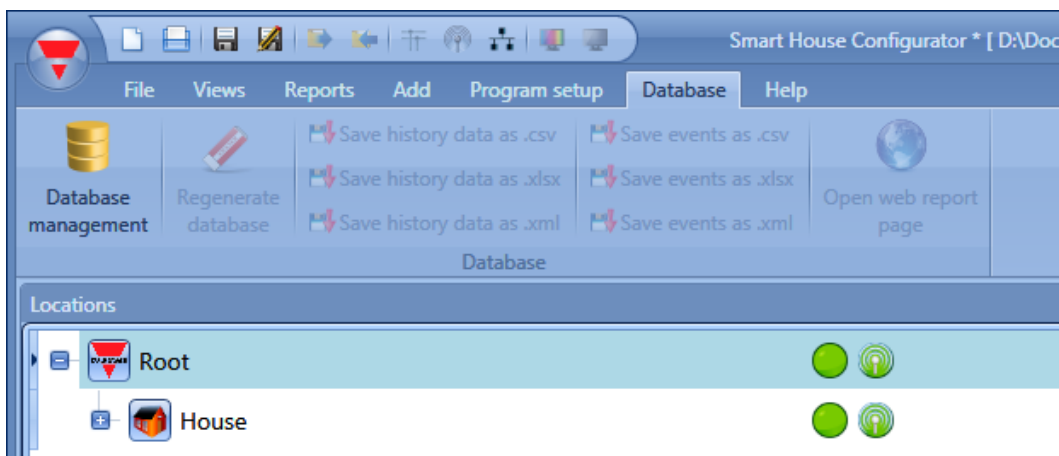 Smart House Configurator * [ D:\Doc
File Views Reports Add Program setup Database Help
Database management
Regenerate database
Save history data as .csv
Save history data as .xlsx
Save history data as .xml
Save events as .csv
Save events as .xlsx
Save events as .xml
Open web report page
Database
Locations
Root
House